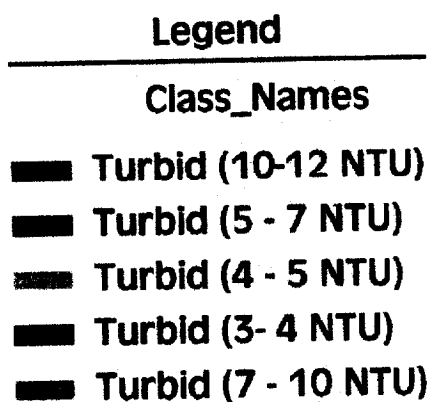 Legend
Class_Names
Turbid (10-12 NTU)
Turbid (5 - 7 NTU)
Turbid (4 - 5 NTU)
Turbid (3- 4 NTU)
Turbid (7 - 10 NTU)